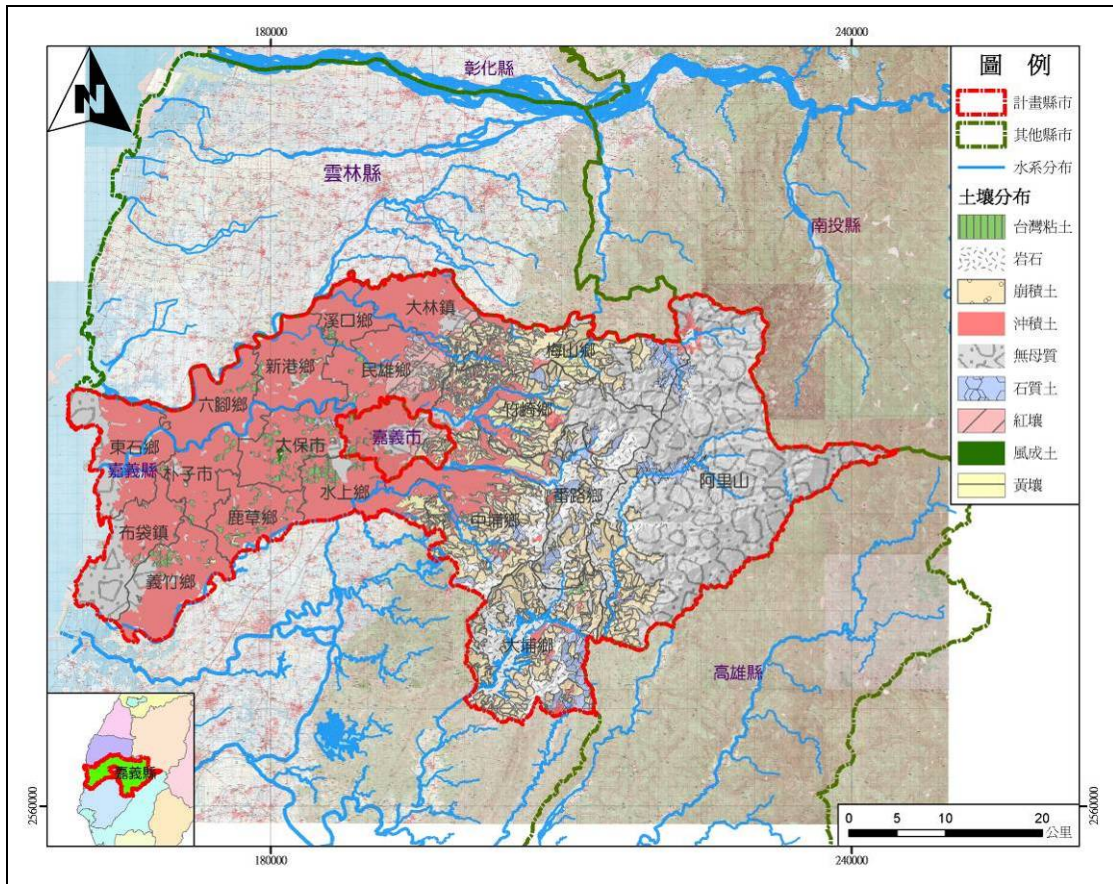 180000
240000
N
彰化縣
雲林縣
南投縣
大林鎮
溪口鄉
梅山鄉
新港鄉
民雄鄉
六腳鄉
竹崎鄉
東石鄉
太保市
嘉義市
嘉義縣
朴子市
阿里山
水上鄉
番路鄉
鹿草鄉
中埔鄉
布袋鎮
義竹鄉
大埔鄉
高雄縣
圖 例
計畫縣市
其他縣市
水系分布
土壤分布
台灣粘土
岩石
崩積土
沖積土
無母質
石質土
紅壤
風成土
黃壤
嘉義縣
2560000
2560000
0 5 10 20
公里
180000
240000